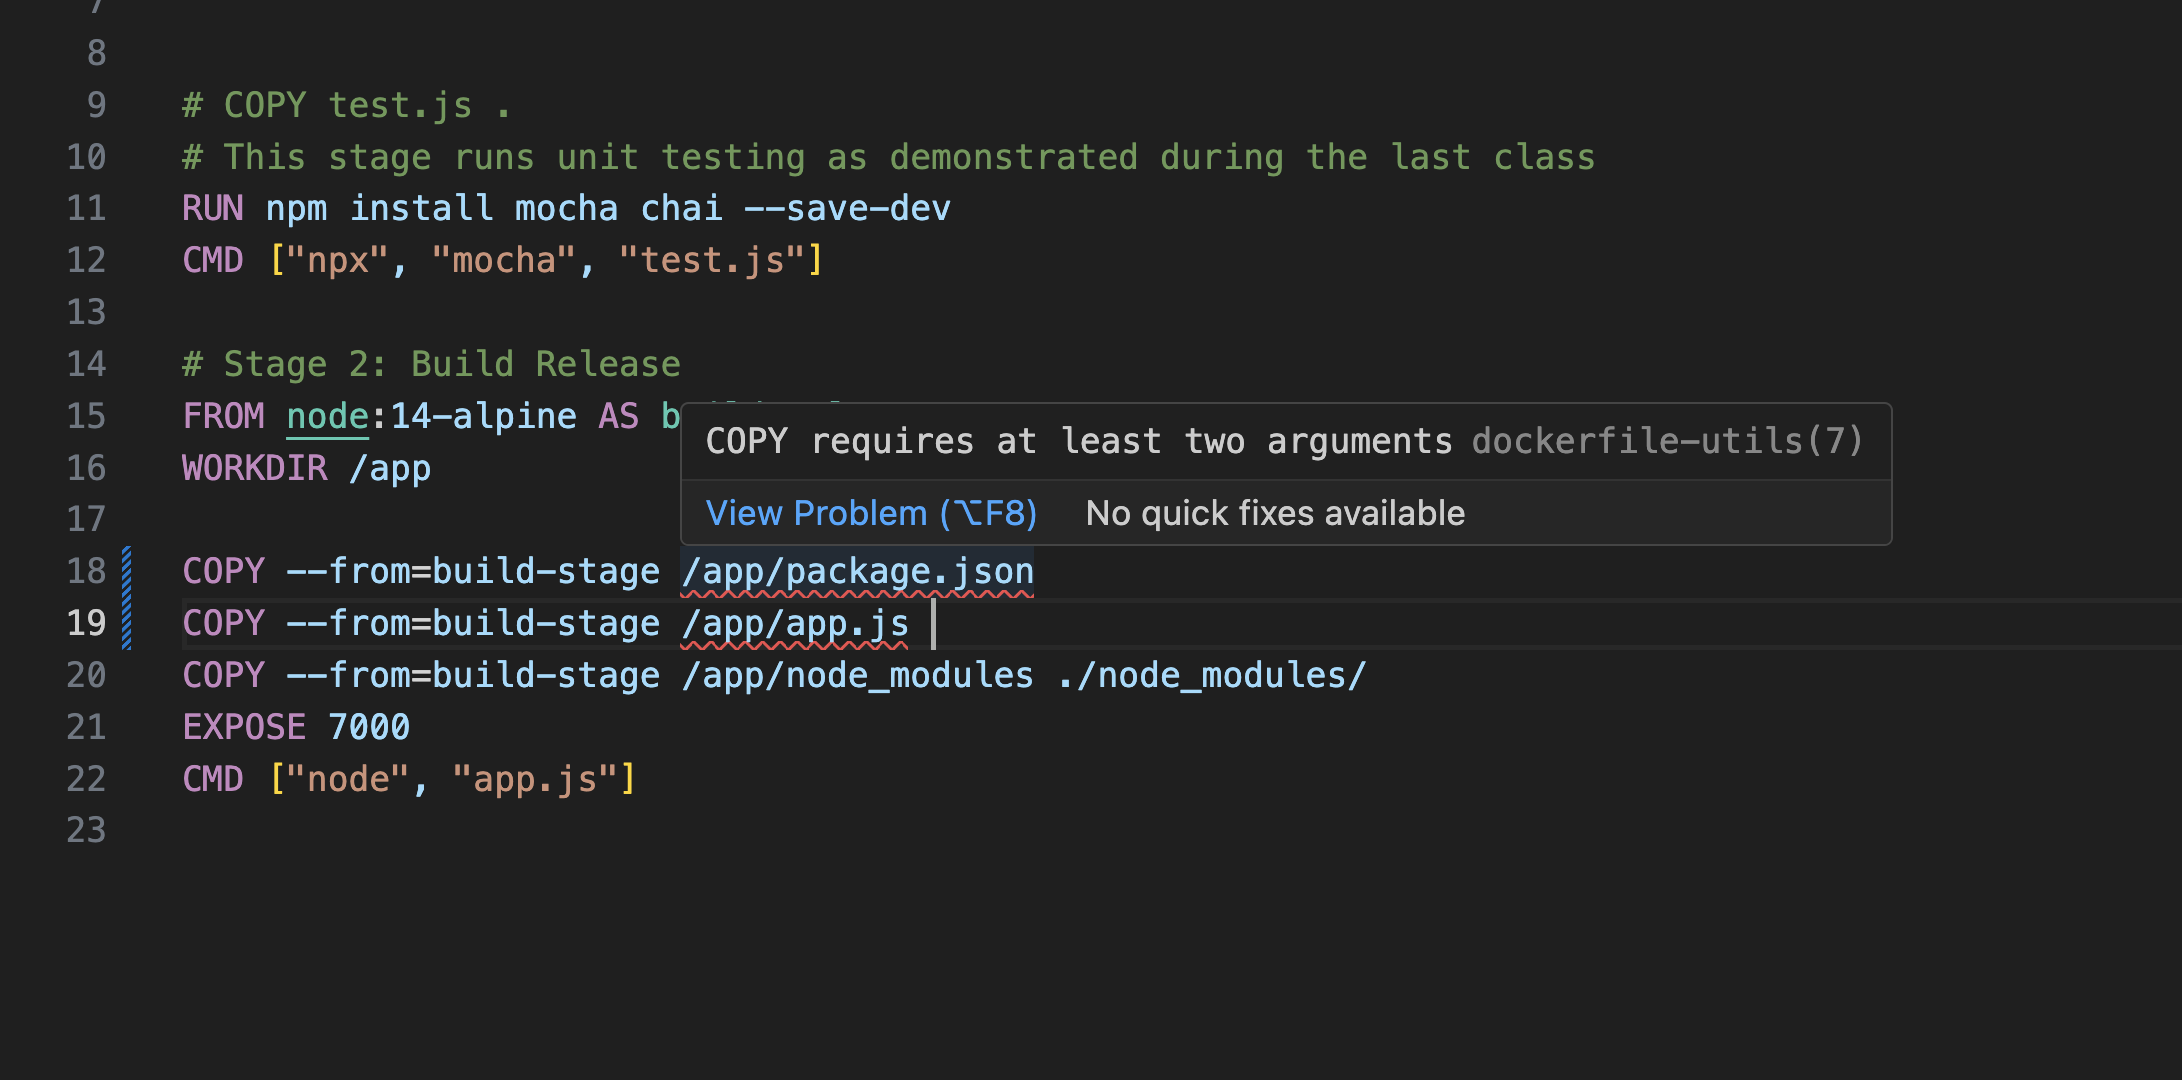 7
8
9 # COPY test.js .
10 # This stage runs unit testing as demonstrated during the last class
11 RUN npm install mocha chai --save-dev
12 CMD ["npx", "mocha", "test.js"]
13
14 # Stage 2: Build Release
15 FROM node:14-alpine AS
COPY requires at least two arguments dockerfile-utils(7)
16 WORKDIR /app
17
View Problem (⌥F8) No quick fixes available
18 COPY --from=build-stage /app/package.json
19 COPY --from=build-stage /app/app.js
20 COPY --from=build-stage /app/node_modules ./node_modules/
21 EXPOSE 7000
22 CMD ["node", "app.js"]
23